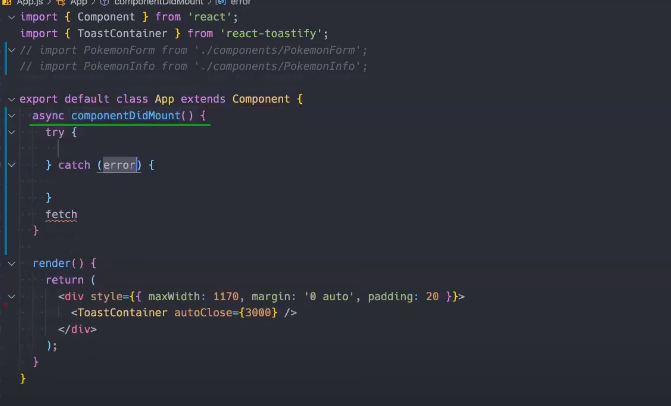 App.js > App > componentDidMount > error
import { Component } from 'react';
import { ToastContainer } from 'react-toastify';
// import PokemonForm from './components/PokemonForm';
// import PokemonInfo from './components/PokemonInfo';
export default class App extends Component {
async componentDidMount() {
try {
} catch (error) {
}
fetch
}
render() {
return (
<div style={{ maxWidth: 1170, margin: '0 auto', padding: 20 }}>
<ToastContainer autoClose={3000} />
</div>
);
}
}